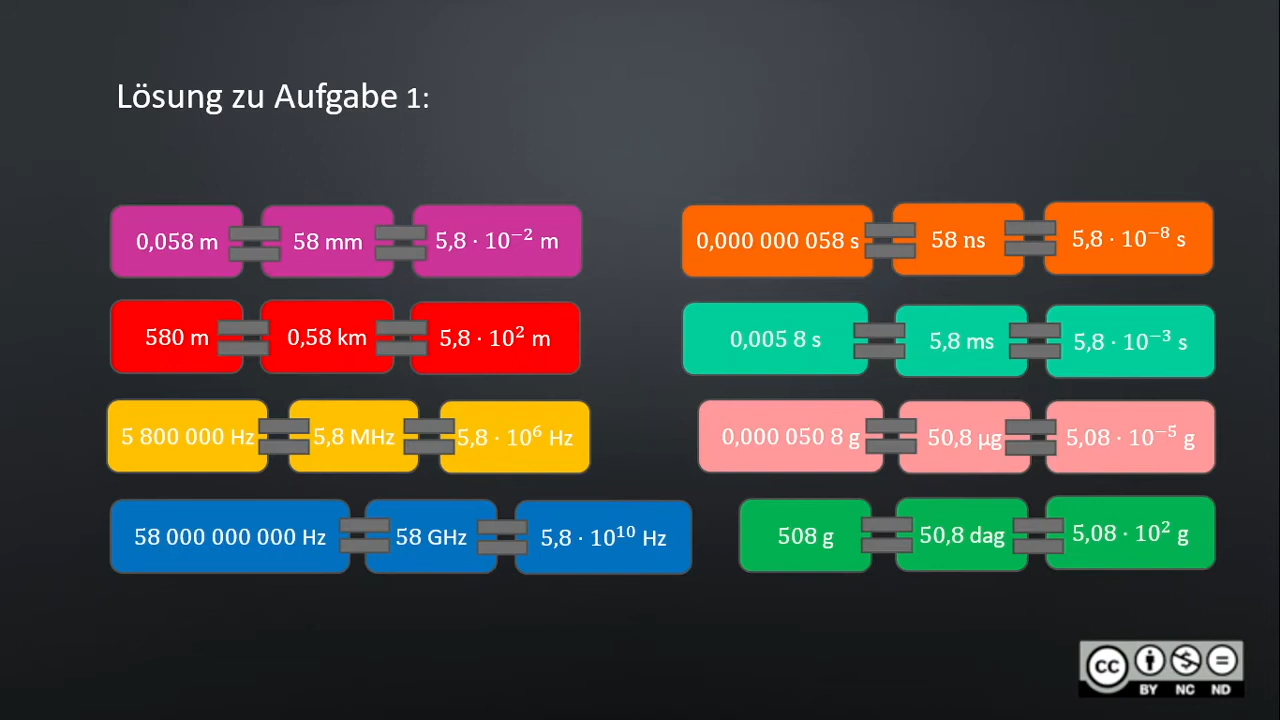 Lösung zu Aufgabe 1:
0,058 m = 58 mm = 5,8 · 10⁻² m
0,000 000 058 s = 58 ns = 5,8 · 10⁻⁸ s
580 m = 0,58 km = 5,8 · 10² m
0,005 8 s = 5,8 ms = 5,8 · 10⁻³ s
5 800 000 Hz = 5,8 MHz = 5,8 · 10⁶ Hz
0,000 050 8 g = 50,8 µg = 5,08 · 10⁻⁵ g
58 000 000 000 Hz = 58 GHz = 5,8 · 10¹⁰ Hz
508 g = 50,8 dag = 5,08 · 10² g
cc
BY NC ND